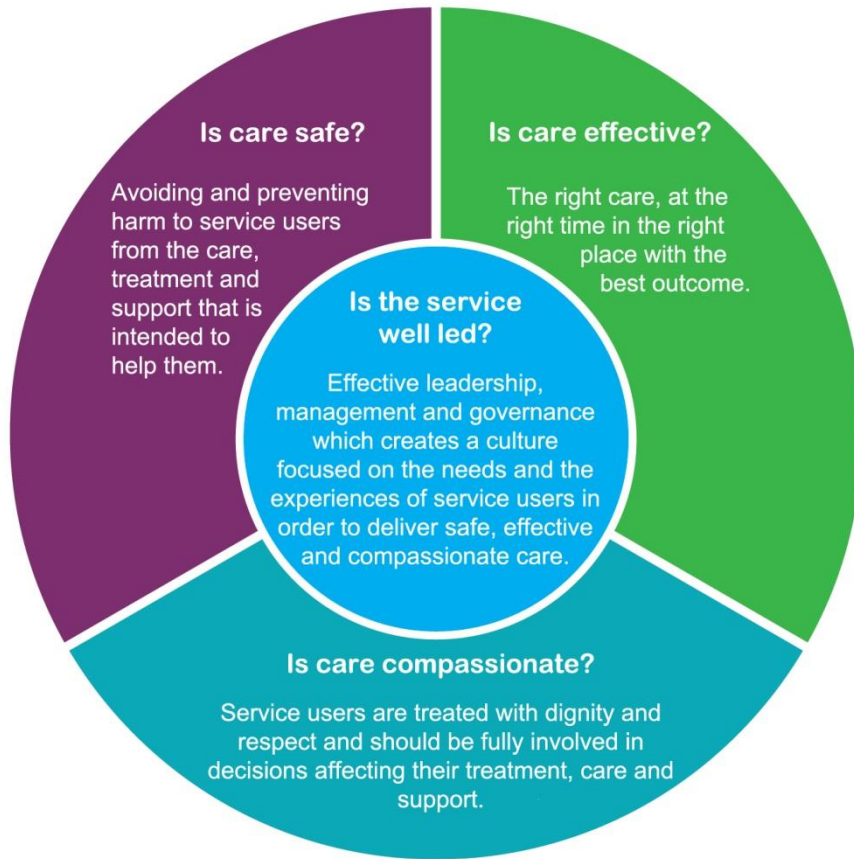 Is care safe?
Avoiding and preventing
harm to service users
from the care,
treatment and
support that is
intended to
help them.
Is care effective?
The right care, at the
right time in the right
place with the
best outcome.
Is the service
well led?
Effective leadership,
management and governance
which creates a culture
focused on the needs and the
experiences of service users in
order to deliver safe, effective
and compassionate care.
Is care compassionate?
Service users are treated with dignity and
respect and should be fully involved in
decisions affecting their treatment, care and
support.